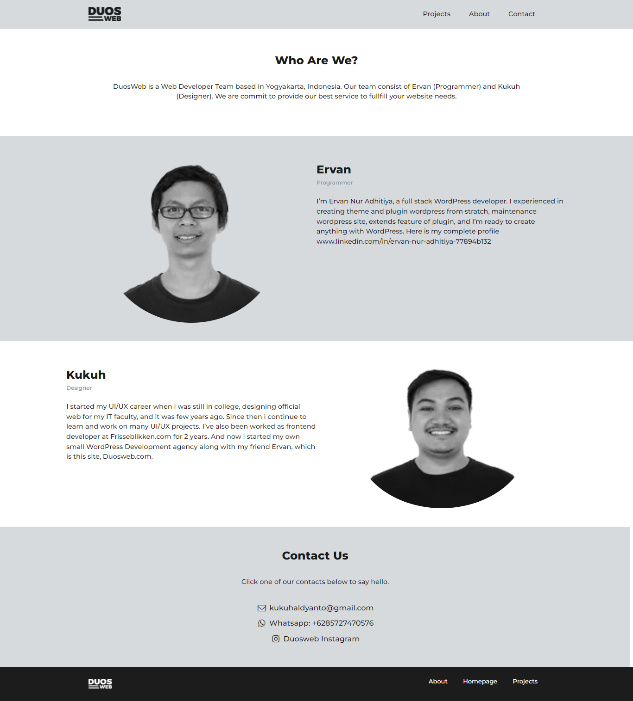 DUOS
WEB
Projects About Contact
Who Are We?
DuosWeb is a Web Developer Team based in Yogyakarta, Indonesia. Our team consist of Ervan (Programmer) and Kukuh
(Designer). We are commit to provide our best service to fullfill your website needs.
Ervan
Programmer
I'm Ervan Nur Adhitiya, a full stack WordPress developer. I experienced in
creating theme and plugin wordpress from stratch, maintenance
wordpress site, extends feature of plugin, and I'm ready to create
anything with WordPress. Here is my complete profile
www.linkedin.com/in/ervan-nur-adhitiya-77894b132
Kukuh
Designer
I started my UI/UX career when i was still in college, designing official
web for my IT faculty, and it was few years ago. Since then i continue to
learn and work on many UI/UX projects. I've also been worked as frontend
developer at Frisseblikken.com for 2 years. And now i started my own
small WordPress Development agency along with my friend Ervan, which
is this site, Duosweb.com.
Contact Us
Click one of our contacts below to say hello.
kukuhaldyanto@gmail.com
Whatsapp: +6285727470576
Duosweb Instagram
DUOS
WEB
About Homepage Projects